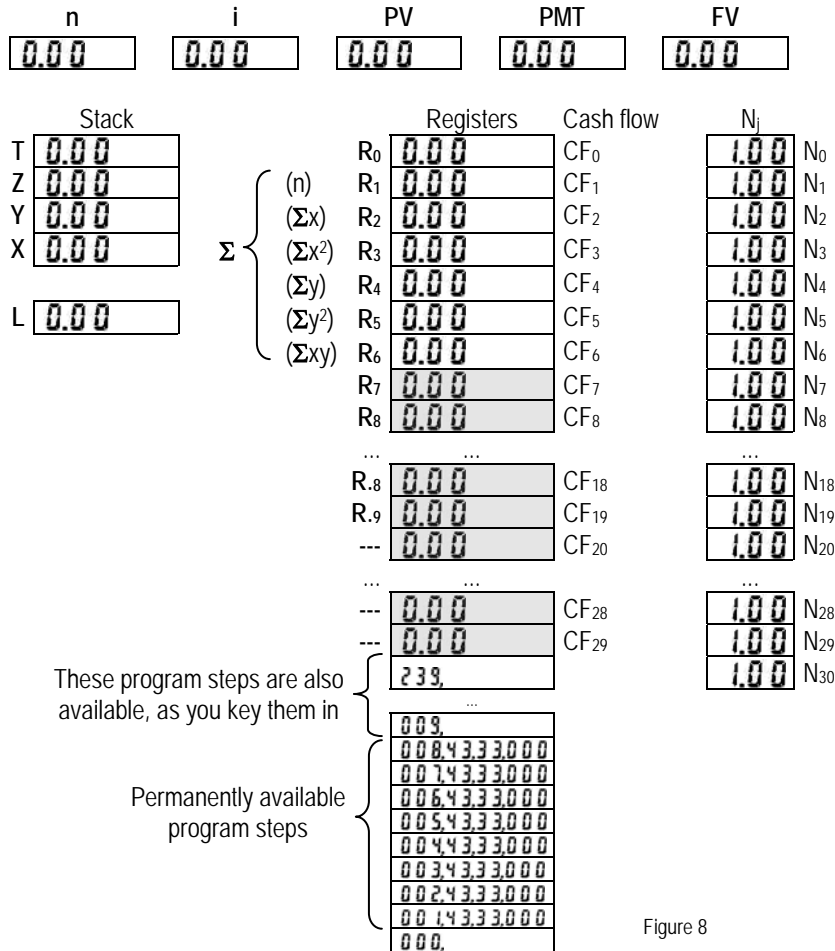 n i PV PMT FV
0.00 0.00 0.00 0.00 0.00
Stack Registers Cash flow Nj
T 0.00 R0 0.00 CF0 1.00 N0
Z 0.00 (n) R1 0.00 CF1 1.00 N1
Y 0.00 (Σx) R2 0.00 CF2 1.00 N2
X 0.00 Σ (Σx²) R3 0.00 CF3 1.00 N3
(Σy) R4 0.00 CF4 1.00 N4
L 0.00 (Σy²) R5 0.00 CF5 1.00 N5
(Σxy) R6 0.00 CF6 1.00 N6
R7 0.00 CF7 1.00 N7
R8 0.00 CF8 1.00 N8
... ... ...
R.8 0.00 CF18 1.00 N18
R.9 0.00 CF19 1.00 N19
--- 0.00 CF20 1.00 N20
... ... ...
--- 0.00 CF28 1.00 N28
--- 0.00 CF29 1.00 N29
These program steps are also 239, 1.00 N30
available, as you key them in ...
009,
008,43,33,000
007,43,33,000
Permanently available 006,43,33,000
program steps 005,43,33,000
004,43,33,000
003,43,33,000
002,43,33,000
001,43,33,000 Figure 8
000,